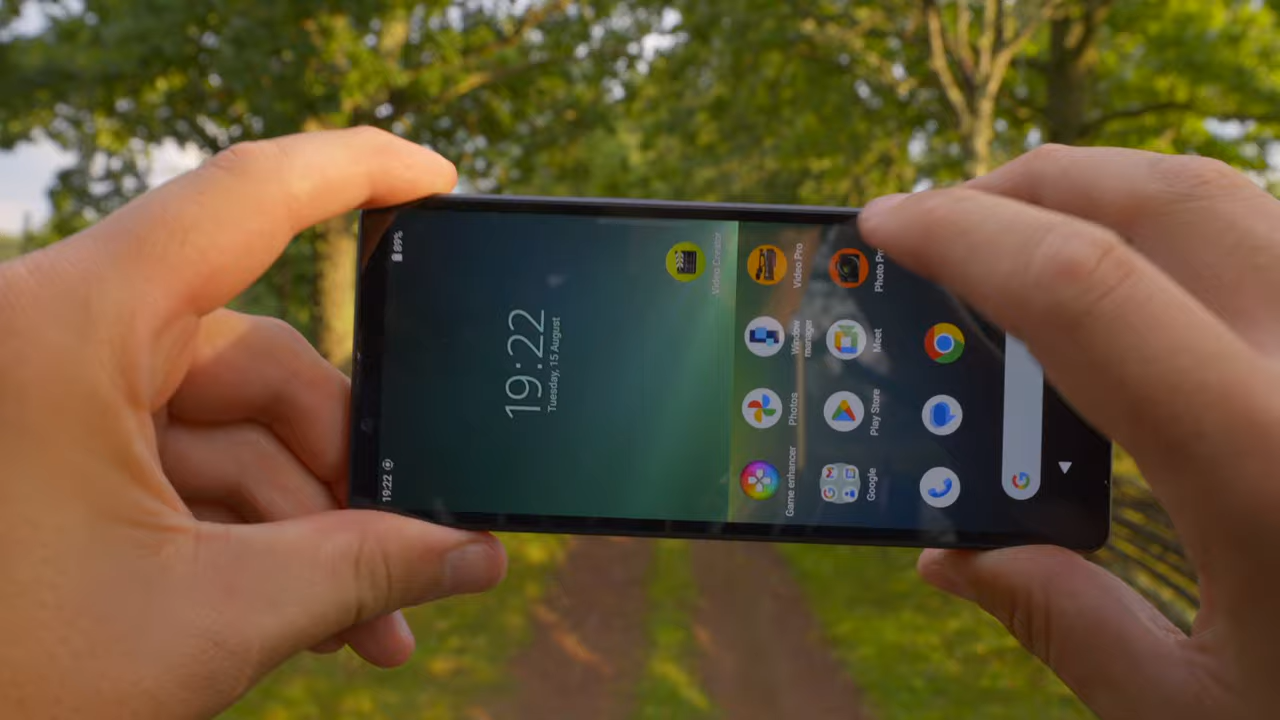 19:22
89%
19:22
Tuesday, 15 August
Video Creator
Game enhancer
Photos
Window
manager
Video Pro
Google
Play Store
Meet
Photo Pr
G